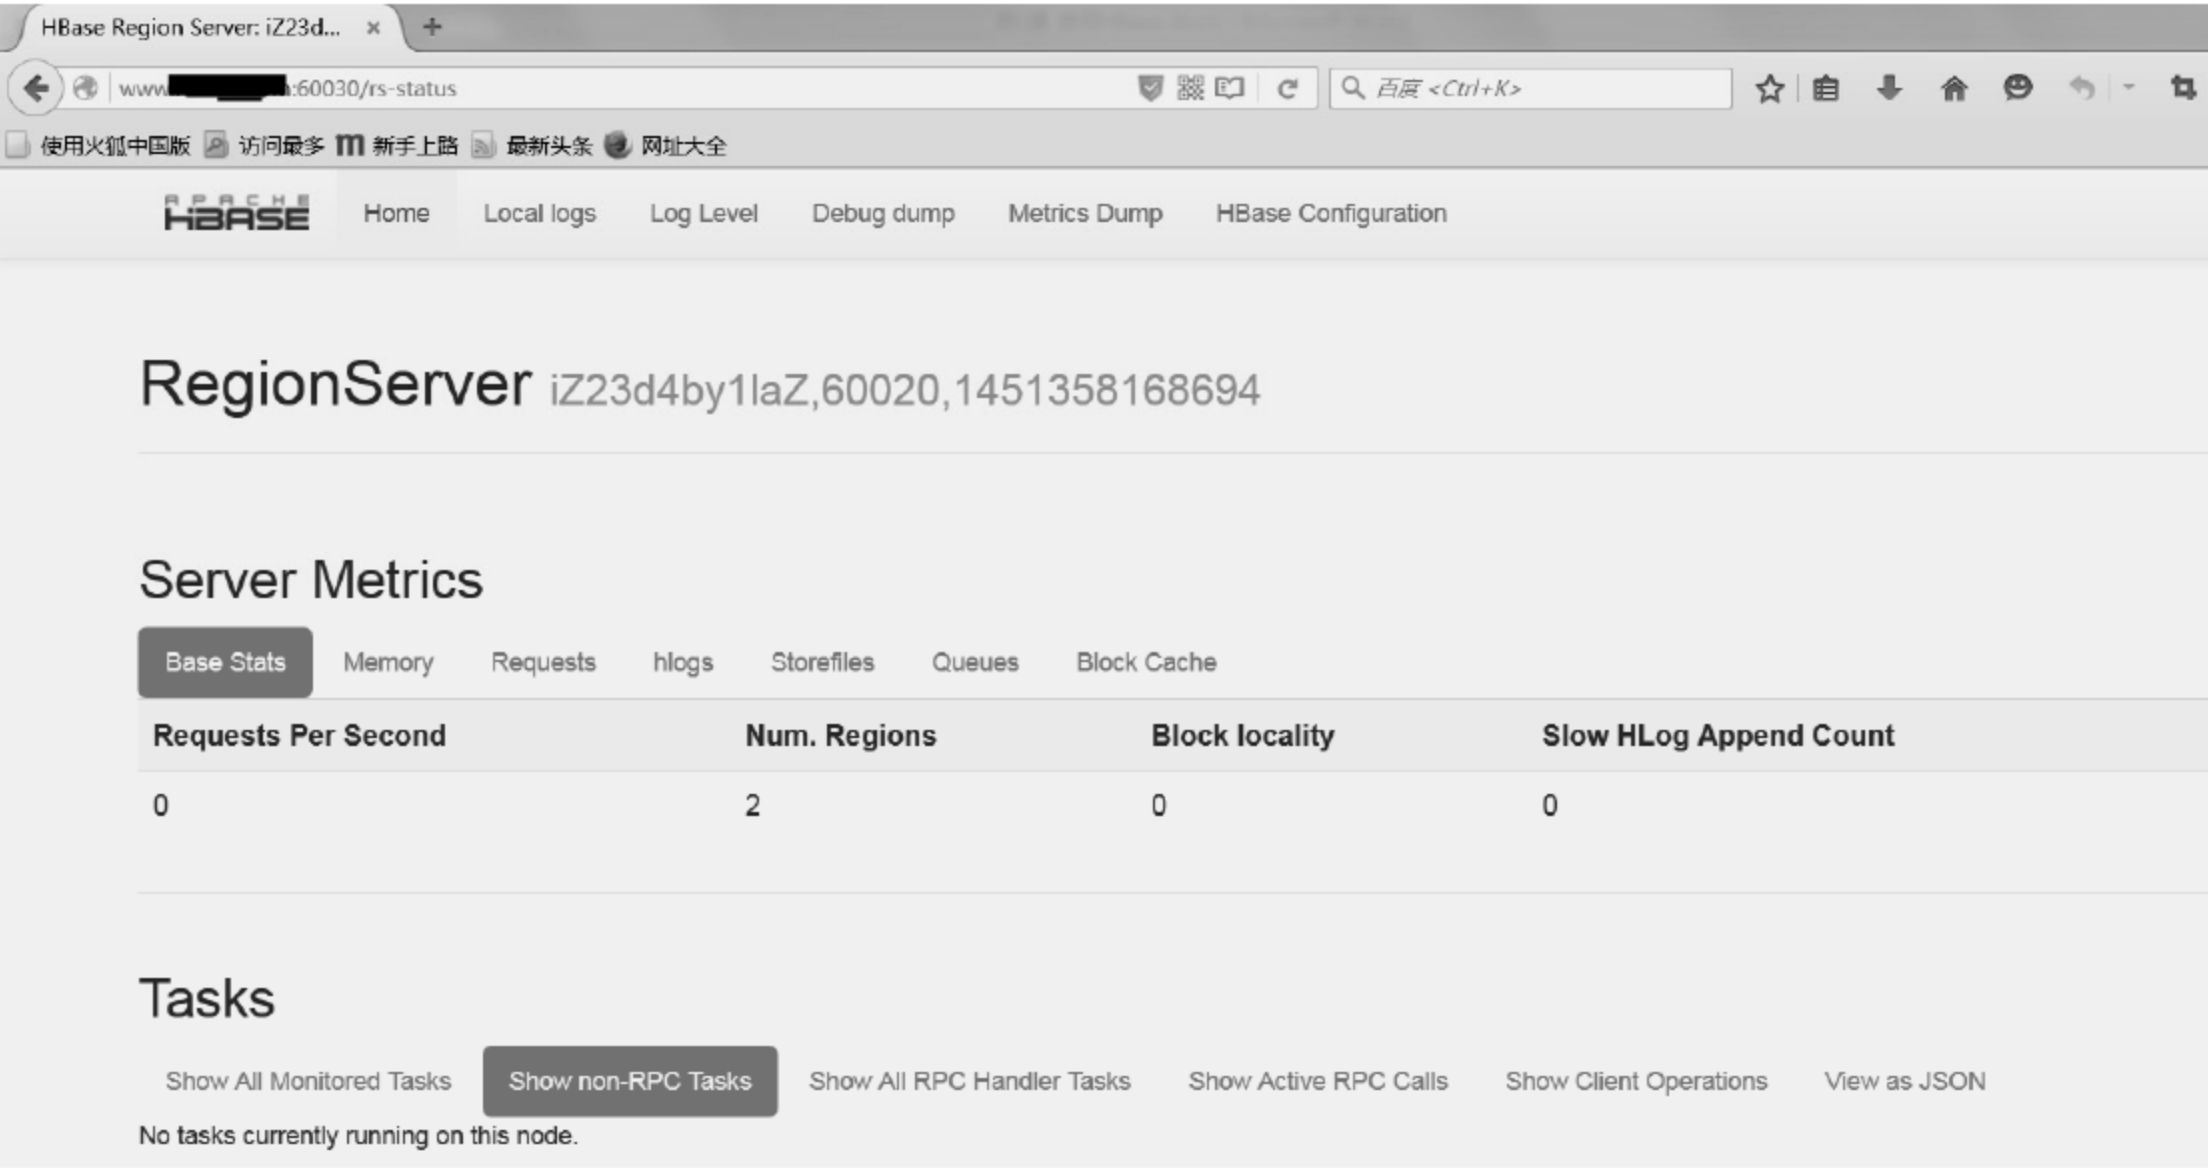 HBase Region Server: iZ23d... × +
www :60030/rs-status 百度 <Ctrl+K>
使用火狐中国版 访问最多 新手上路 最新头条 网址大全
APACHE HBASE Home Local logs Log Level Debug dump Metrics Dump HBase Configuration
RegionServer iZ23d4by1laZ,60020,1451358168694
Server Metrics
Base Stats Memory Requests hlogs Storefiles Queues Block Cache
Requests Per Second Num. Regions Block locality Slow HLog Append Count
0 2 0 0
Tasks
Show All Monitored Tasks Show non-RPC Tasks Show All RPC Handler Tasks Show Active RPC Calls Show Client Operations View as JSON
No tasks currently running on this node.